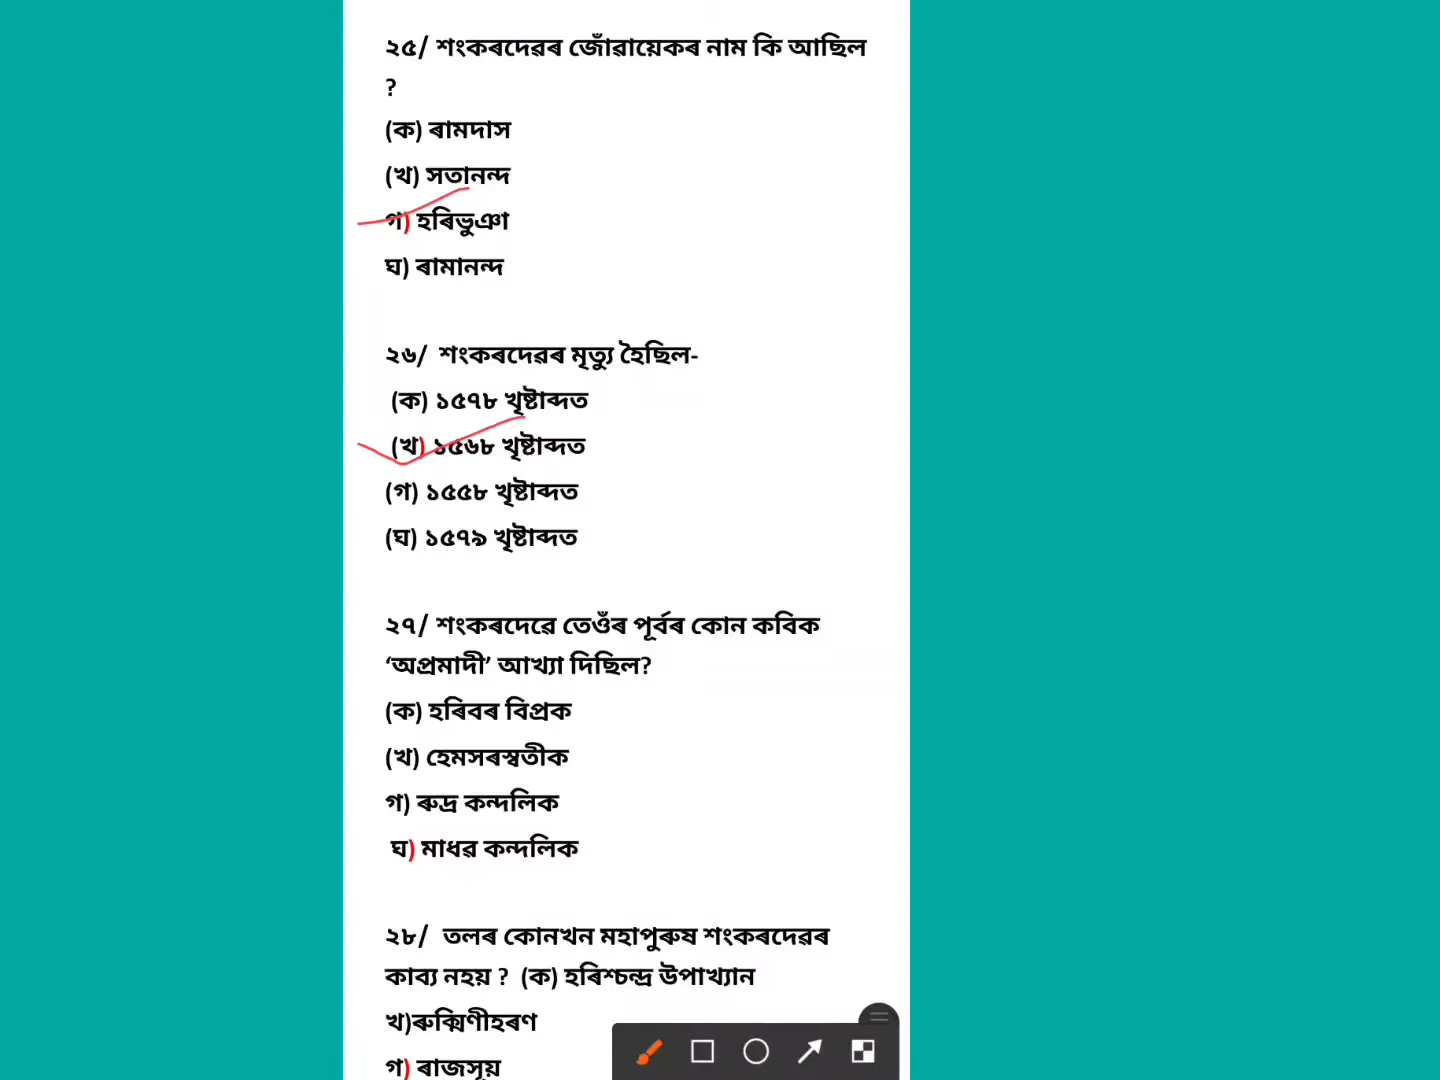 ২৫/ শংকৰদেৱৰ জোঁৱায়েকৰ নাম কি আছিল
?
(ক) ৰামদাস
(খ) সতানন্দ
গ) হৰিভুঞা
ঘ) ৰামানন্দ
২৬/ শংকৰদেৱৰ মৃত্যু হৈছিল-
(ক) ১৫৭৮ খৃষ্টাব্দত
(খ) ১৫৬৮ খৃষ্টাব্দত
(গ) ১৫৫৮ খৃষ্টাব্দত
(ঘ) ১৫৭৯ খৃষ্টাব্দত
২৭/ শংকৰদেৱে তেওঁৰ পূৰ্বৰ কোন কবিক
‘অপ্ৰমাদী’ আখ্যা দিছিল?
(ক) হৰিবৰ বিপ্ৰক
(খ) হেমসৰস্বতীক
গ) ৰুদ্ৰ কন্দলিক
ঘ) মাধৱ কন্দলিক
২৮/ তলৰ কোনখন মহাপুৰুষ শংকৰদেৱৰ
কাব্য নহয় ? (ক) হৰিশ্চন্দ্ৰ উপাখ্যান
খ)ৰুক্মিণীহৰণ
গ) ৰাজসূয়